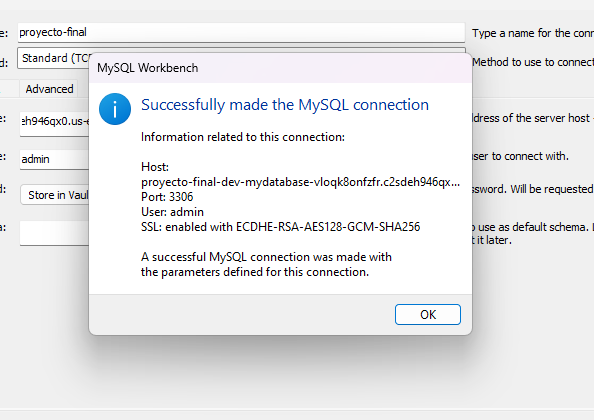 e: proyecto-final Type a name for the conn
d: Standard (TC Method to use to connect
Advanced
MySQL Workbench
Successfully made the MySQL connection
Information related to this connection:
Host:
proyecto-final-dev-mydatabase-vloqk8onfzfr.c2sdeh946qx...
Port: 3306
User: admin
SSL: enabled with ECDHE-RSA-AES128-GCM-SHA256
A successful MySQL connection was made with
the parameters defined for this connection.
OK
e: eh946qx0.us-e ddress of the server host -
e: admin ser to connect with.
d: Store in Vaul ssword. Will be requested
a: o use as default schema.
t it later.